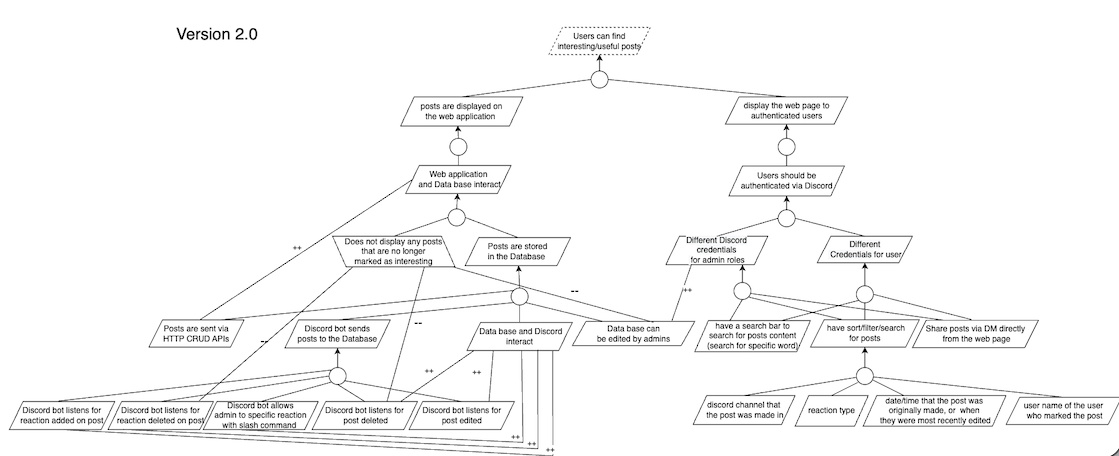 Version 2.0
Users can find
interesting/useful posts
posts are displayed on
the web application
display the web page to
authenticated users
Web application
and Data base interact
Users should be
authenticated via Discord
++
Does not display any posts
that are no longer
marked as interesting
Posts are stored
in the Database
Different Discord
credentials
for admin roles
Different
Credentials for user
--
++
Posts are sent via
HTTP CRUD APIs
--
Discord bot sends
posts to the Database
--
Data base and Discord
interact
Data base can
be edited by admins
have a search bar to
search for posts content
(search for specific word)
have sort/filter/search
for posts
Share posts via DM directly
from the web page
++
++
Discord bot listens for
reaction added on post
Discord bot listens for
reaction deleted on post
Discord bot allows
admin to specific reaction
with slash command
Discord bot listens for
post deleted
Discord bot listens for
post edited
discord channel that
the post was made in
reaction type
date/time that the post was
originally made, or when
they were most recently edited
user name of the user
who marked the post
++
++
++